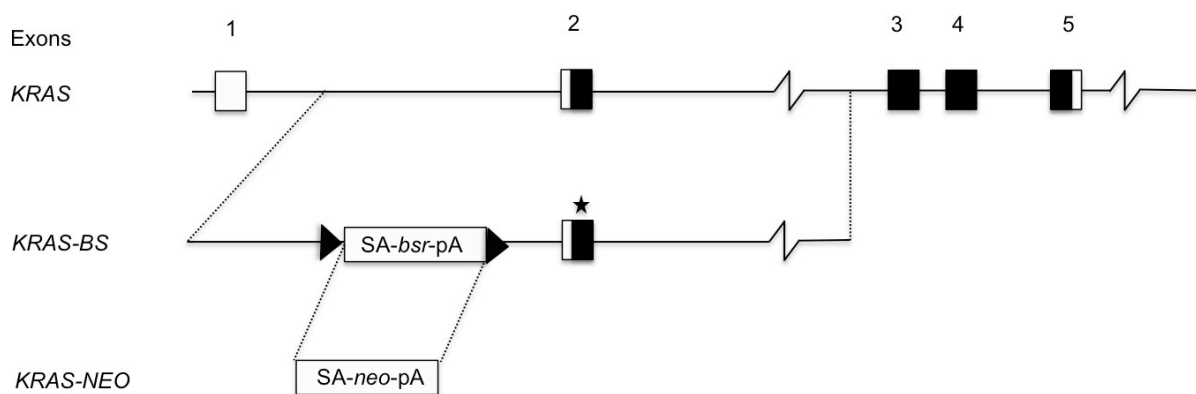 Exons 1 2 3 4 5
KRAS
KRAS-BS SA-bsr-pA
KRAS-NEO SA-neo-pA